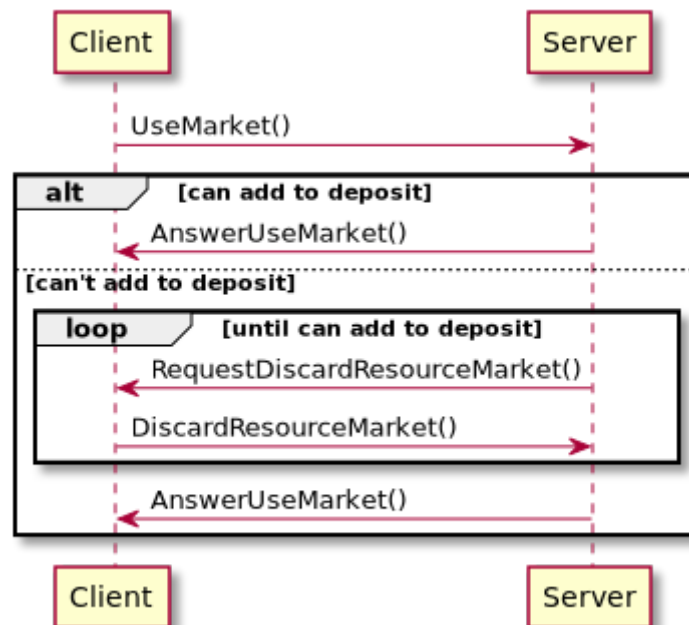 Client Server
UseMarket()
alt [can add to deposit]
AnswerUseMarket()
[can't add to deposit]
loop [until can add to deposit]
RequestDiscardResourceMarket()
DiscardResourceMarket()
AnswerUseMarket()
Client Server